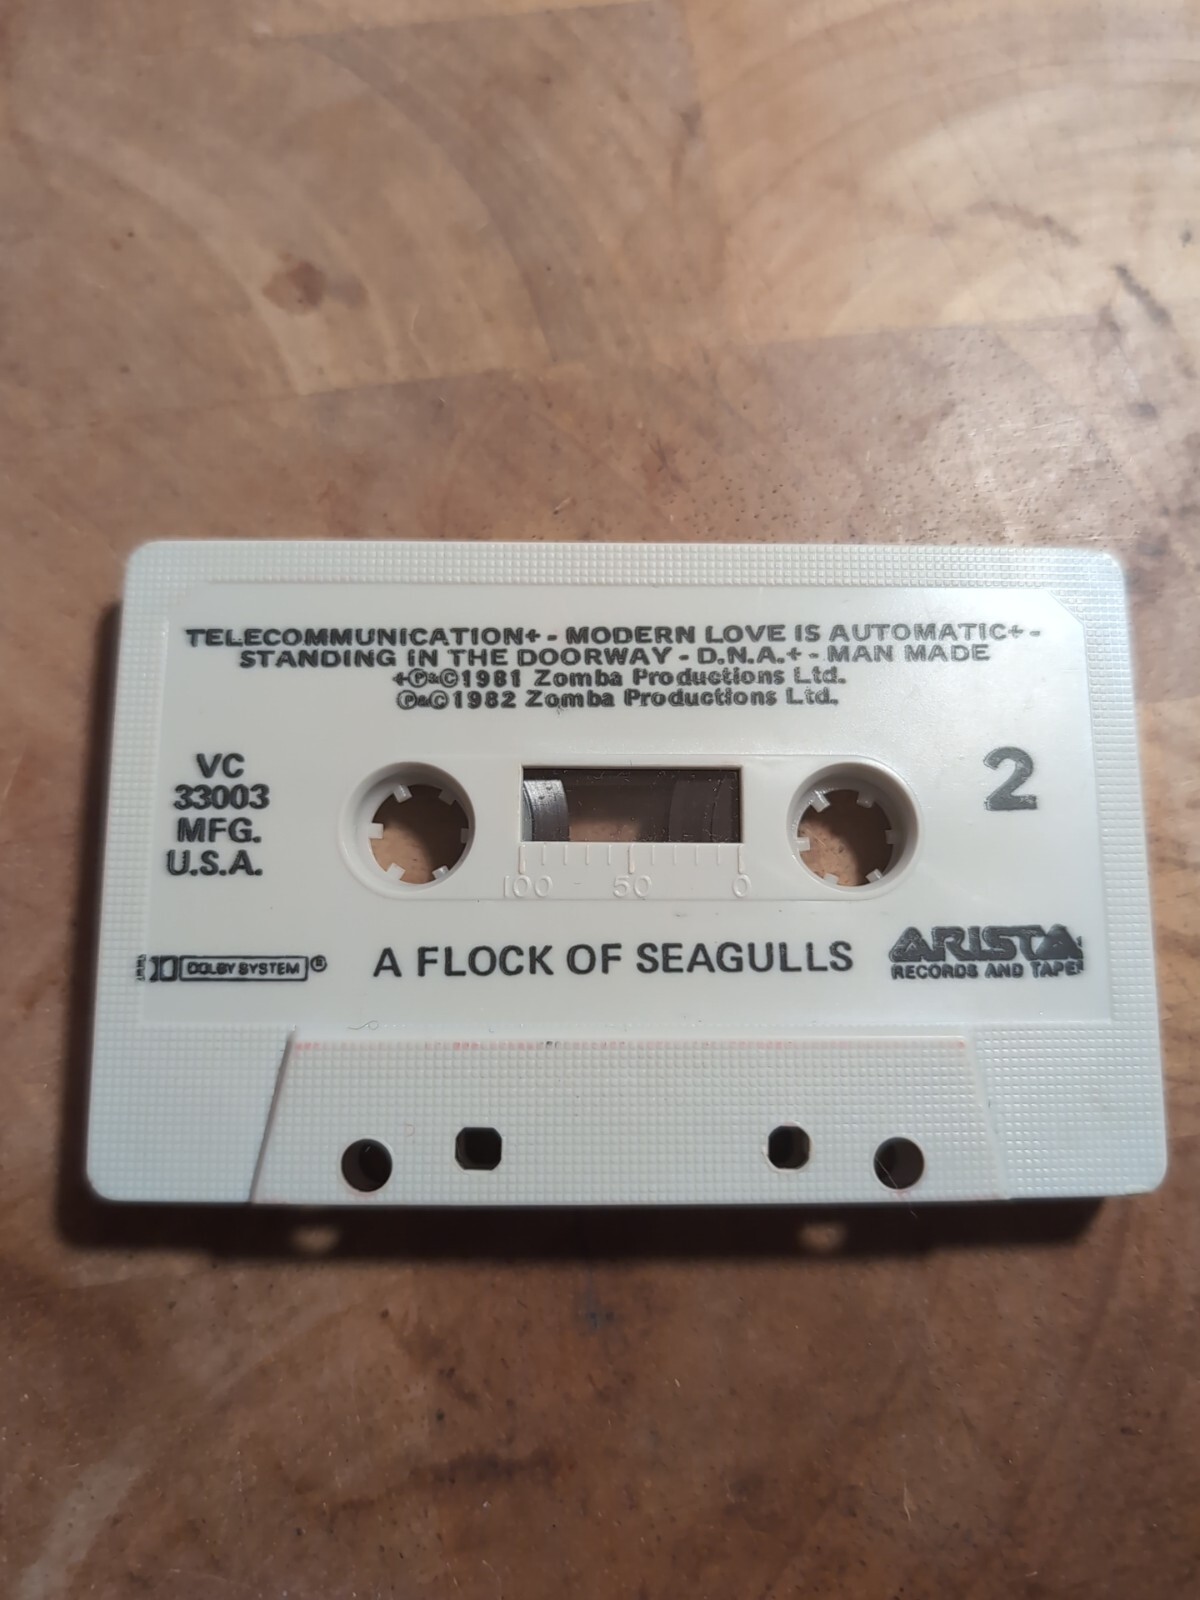 TELECOMMUNICATION+ - MODERN LOVE IS AUTOMATIC+ -
STANDING IN THE DOORWAY - D.N.A.+ - MAN MADE
+℗&©1981 Zomba Productions Ltd.
℗&©1982 Zomba Productions Ltd.
VC
33003
MFG.
U.S.A.
2
100 50 0
DOLBY SYSTEM®
A FLOCK OF SEAGULLS
ARISTA
RECORDS AND TAPES